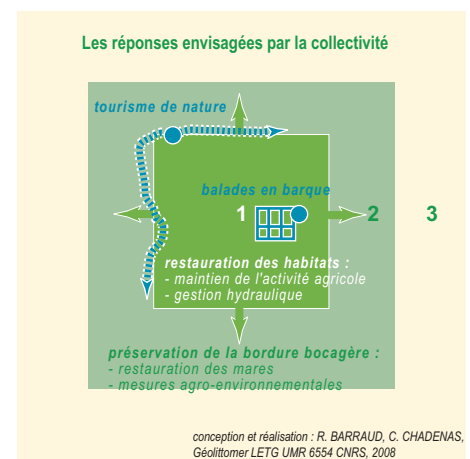 Les réponses envisagées par la collectivité
tourisme de nature
balades en barque
1 2 3
restauration des habitats :
- maintien de l'activité agricole
- gestion hydraulique
préservation de la bordure bocagère :
- restauration des mares
- mesures agro-environnementales
conception et réalisation : R. BARRAUD, C. CHADENAS,
Géolittomer LETG UMR 6554 CNRS, 2008